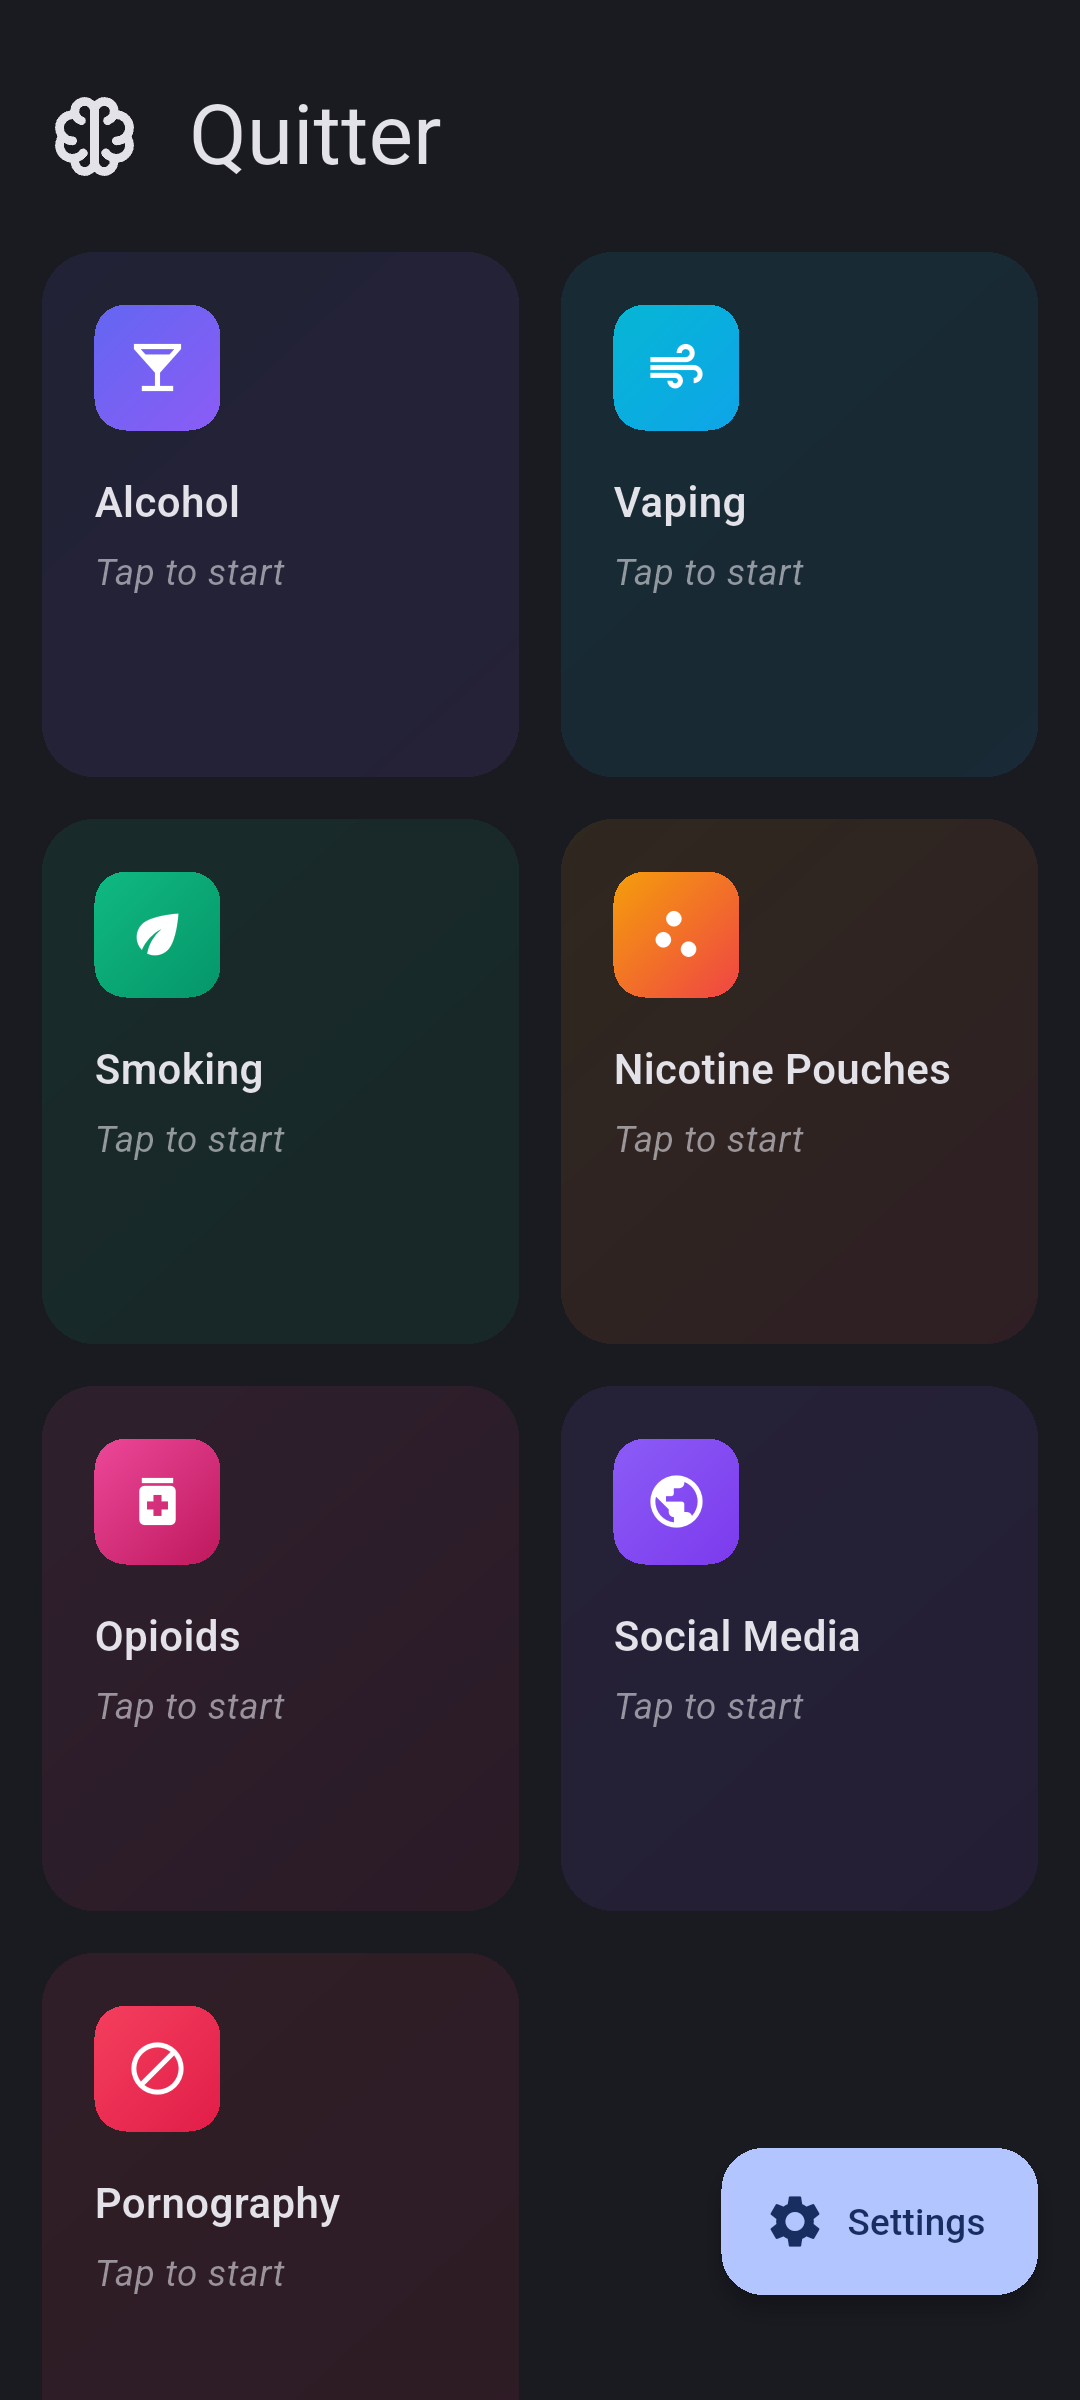 Quitter
Alcohol
Tap to start
Vaping
Tap to start
Smoking
Tap to start
Nicotine Pouches
Tap to start
Opioids
Tap to start
Social Media
Tap to start
Pornography
Tap to start
Settings